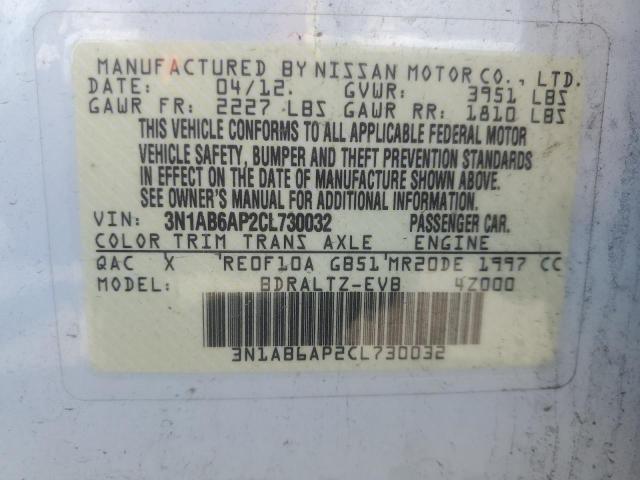 MANUFACTURED BY NISSAN MOTOR CO., LTD.
DATE: 04/12. GVWR: 3951 LBS
GAWR FR: 2227 LBS GAWR RR: 1810 LBS
THIS VEHICLE CONFORMS TO ALL APPLICABLE FEDERAL MOTOR
VEHICLE SAFETY, BUMPER AND THEFT PREVENTION STANDARDS
IN EFFECT ON THE DATE OF MANUFACTURE SHOWN ABOVE.
SEE OWNER'S MANUAL FOR ADDITIONAL INFORMATION.
VIN: 3N1AB6AP2CL730032 PASSENGER CAR.
COLOR TRIM TRANS AXLE ENGINE
QAC X RE0F10A GB51 MR20DE 1997 CC
MODEL: BDRALTZ-EVB 4Z000
3N1AB6AP2CL730032